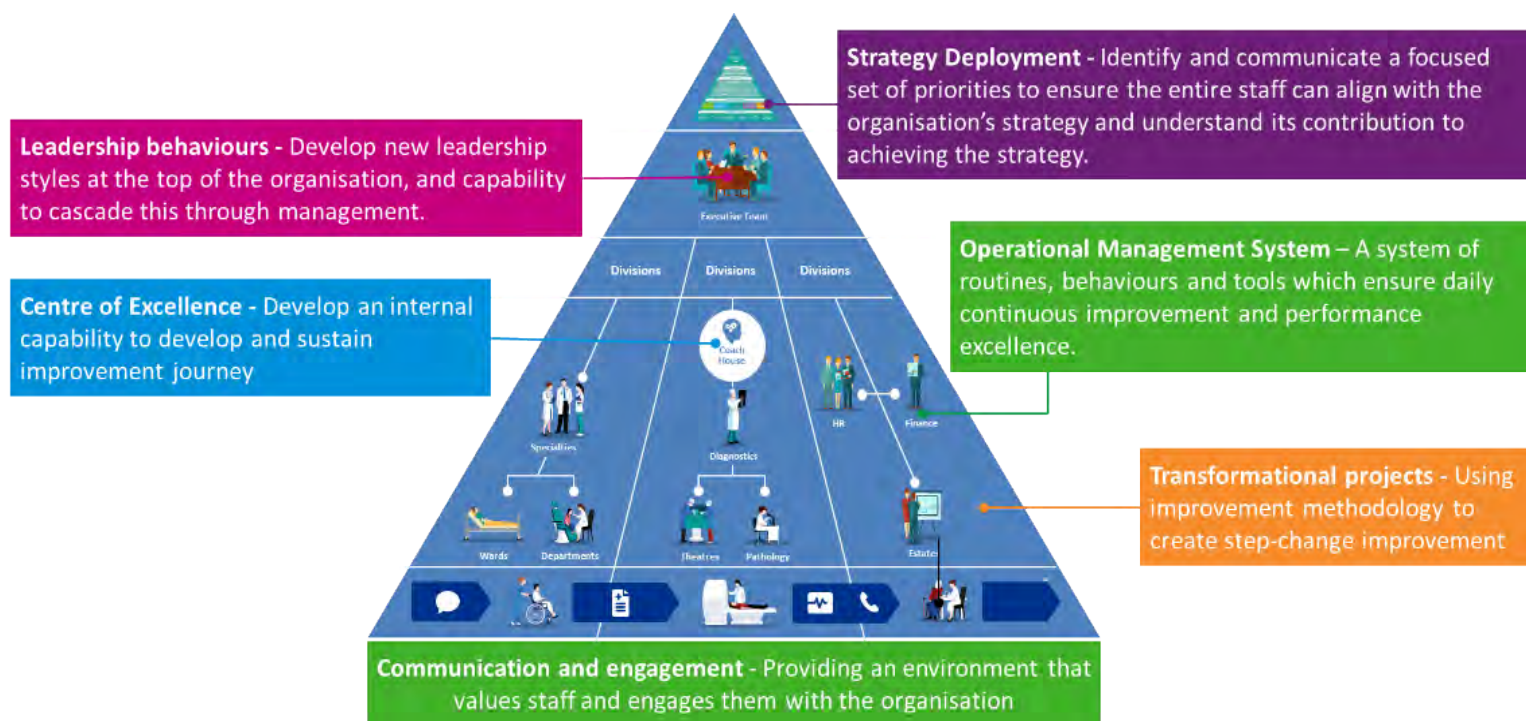 Strategy Deployment - Identify and communicate a focused
set of priorities to ensure the entire staff can align with the
organisation's strategy and understand its contribution to
achieving the strategy.
Leadership behaviours - Develop new leadership
styles at the top of the organisation, and capability
to cascade this through management.
Executive Team
Operational Management System – A system of
routines, behaviours and tools which ensure daily
continuous improvement and performance
excellence.
Divisions
Divisions
Divisions
Centre of Excellence - Develop an internal
capability to develop and sustain
improvement journey
Coach
House
HR
Finance
Specialties
Diagnostics
Transformational projects - Using
improvement methodology to
create step-change improvement
Wards
Departments
Theatres
Pathology
Estates
Communication and engagement - Providing an environment that
values staff and engages them with the organisation